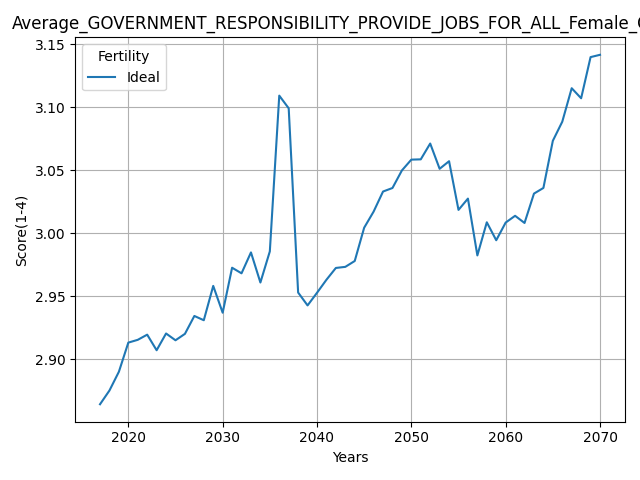 Average_GOVERNMENT_RESPONSIBILITY_PROVIDE_JOBS_FOR_ALL_Female_
Fertility
Ideal
3.15
3.10
3.05
3.00
2.95
2.90
Score(1-4)
2020 2030 2040 2050 2060 2070
Years